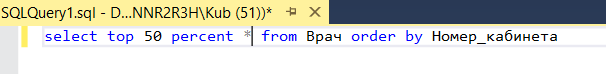 SQLQuery1.sql - D...NNR2R3H\Kub (51))*
select top 50 percent * from Врач order by Номер_кабинета